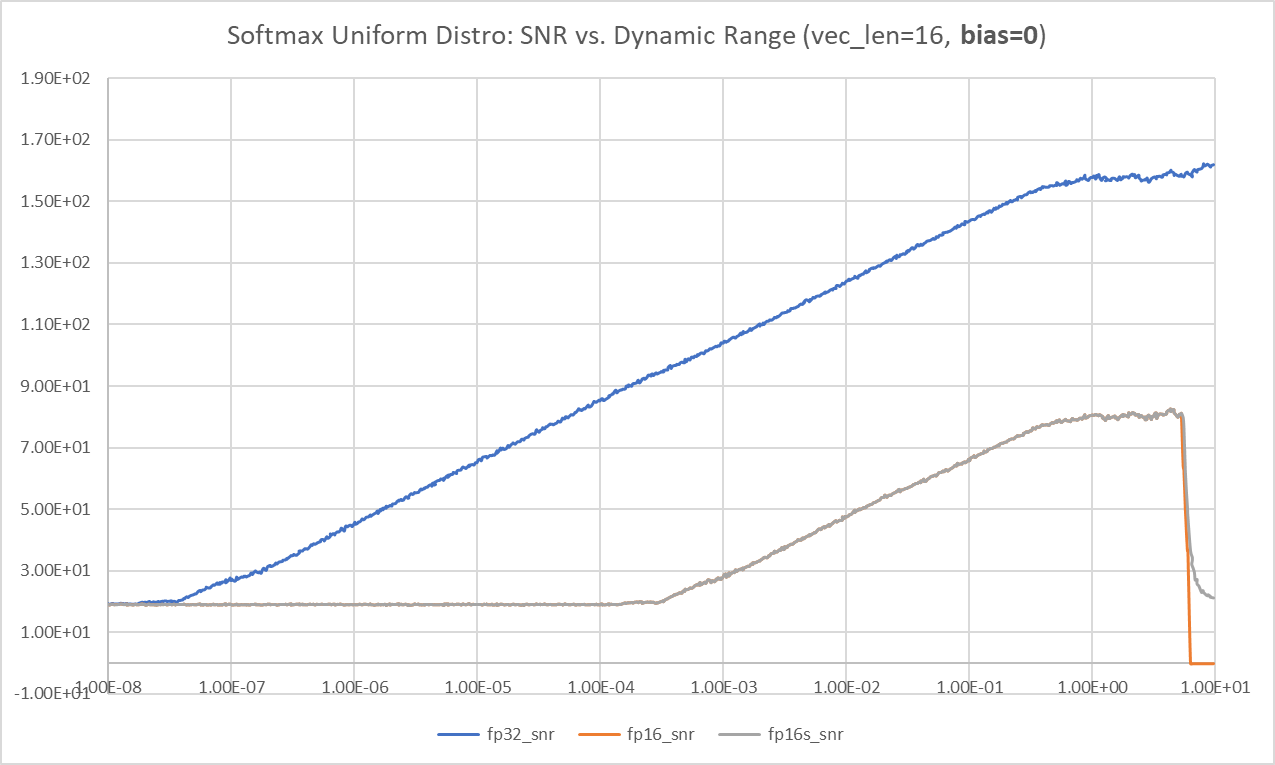 Softmax Uniform Distro: SNR vs. Dynamic Range (vec_len=16, bias=0)
1.90E+02
1.70E+02
1.50E+02
1.30E+02
1.10E+02
9.00E+01
7.00E+01
5.00E+01
3.00E+01
1.00E+01
-1.00E+01
1.00E-08 1.00E-07 1.00E-06 1.00E-05 1.00E-04 1.00E-03 1.00E-02 1.00E-01 1.00E+00 1.00E+01
fp32_snr fp16_snr fp16s_snr